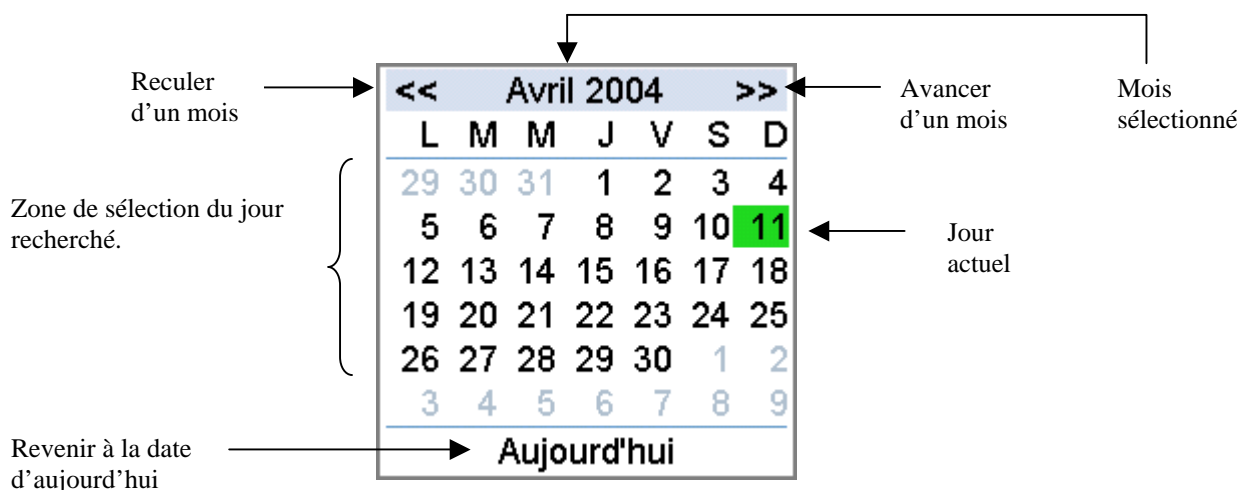 Reculer
d’un mois
<< Avril 2004 >>
Avancer
d’un mois
Mois
sélectionné
L M M J V S D
29 30 31 1 2 3 4
5 6 7 8 9 10 11
12 13 14 15 16 17 18
19 20 21 22 23 24 25
26 27 28 29 30 1 2
3 4 5 6 7 8 9
Zone de sélection du jour
recherché.
Jour
actuel
Revenir à la date
d’aujourd’hui
Aujourd'hui